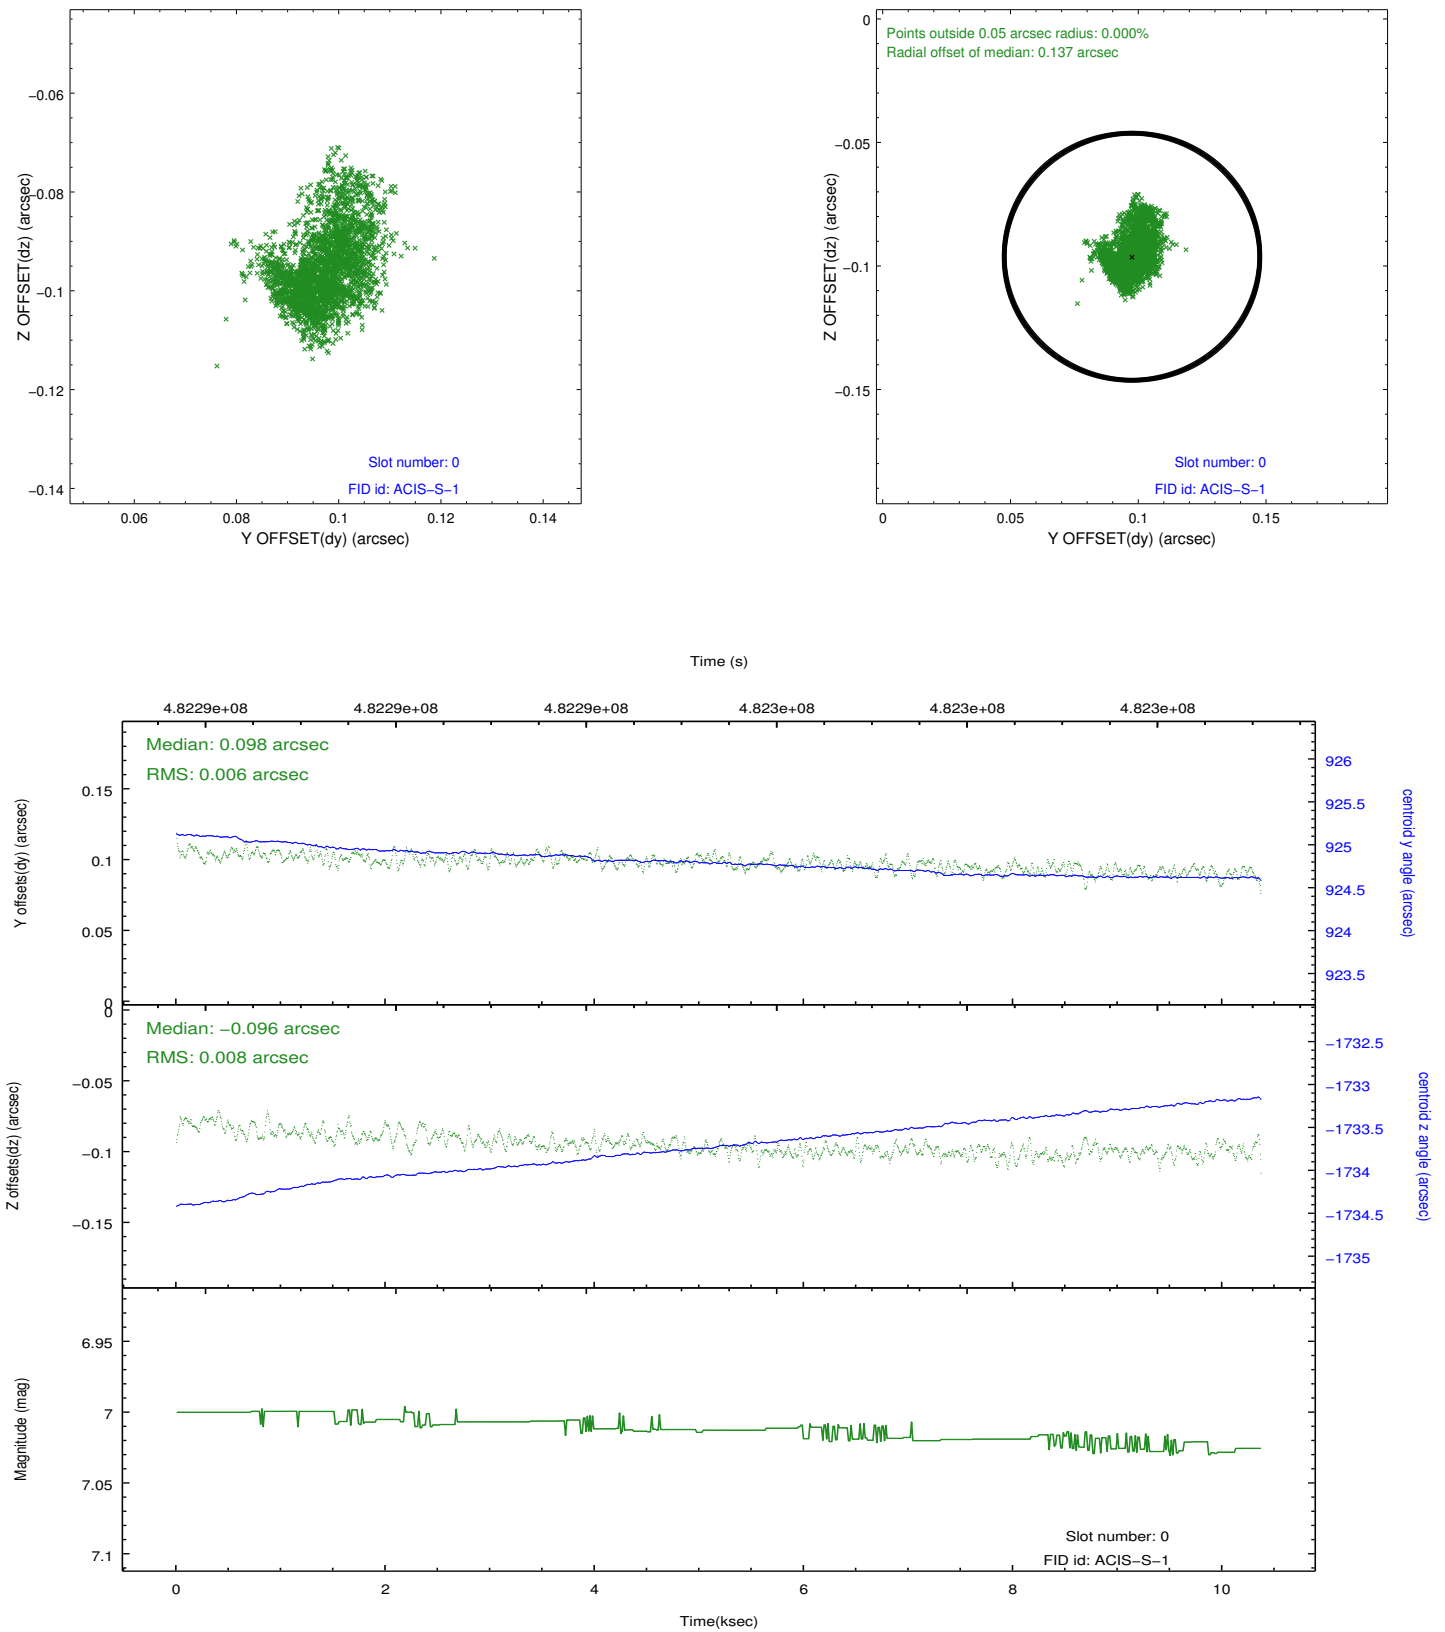 −0.06
−0.08
−0.1
−0.12
−0.14
Z OFFSET(dz) (arcsec)
Slot number: 0
FID id: ACIS−S−1
0.06 0.08 0.1 0.12 0.14
Y OFFSET(dy) (arcsec)
Points outside 0.05 arcsec radius: 0.000%
Radial offset of median: 0.137 arcsec
0
−0.05
−0.1
−0.15
Z OFFSET(dz) (arcsec)
Slot number: 0
FID id: ACIS−S−1
0 0.05 0.1 0.15
Y OFFSET(dy) (arcsec)
Time (s)
4.8229e+08 4.8229e+08 4.8229e+08 4.823e+08 4.823e+08 4.823e+08
Median: 0.098 arcsec
RMS: 0.006 arcsec
0.15
0.1
0.05
0
Y offsets(dy) (arcsec)
926
925.5
925
924.5
924
923.5
centroid y angle (arcsec)
Median: −0.096 arcsec
RMS: 0.008 arcsec
0
−0.05
−0.1
−0.15
Z offsets(dz) (arcsec)
−1732.5
−1733
−1733.5
−1734
−1734.5
−1735
centroid z angle (arcsec)
6.95
7
7.05
7.1
Magnitude (mag)
Slot number: 0
FID id: ACIS−S−1
0 2 4 6 8 10
Time(ksec)